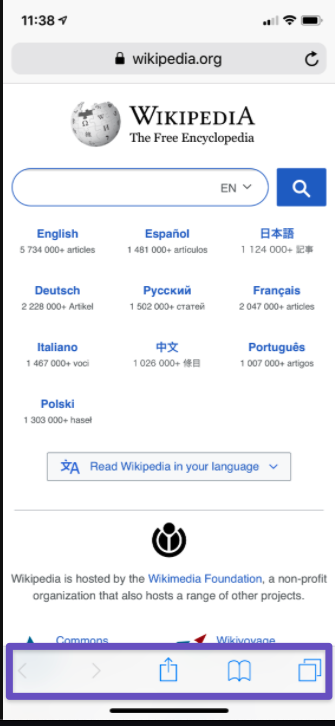 11:38
wikipedia.org
WIKIPEDIA
The Free Encyclopedia
EN
English Español 日本語
5 734 000+ articles 1 481 000+ artículos 1 124 000+ 記事
Deutsch Русский Français
2 228 000+ Artikel 1 502 000+ статей 2 047 000+ articles
Italiano 中文 Português
1 467 000+ voci 1 026 000+ 條目 1 007 000+ artigos
Polski
1 303 000+ haseł
文A Read Wikipedia in your language
Wikipedia is hosted by the Wikimedia Foundation, a non-profit
organization that also hosts a range of other projects.
Commons Wikivoyage